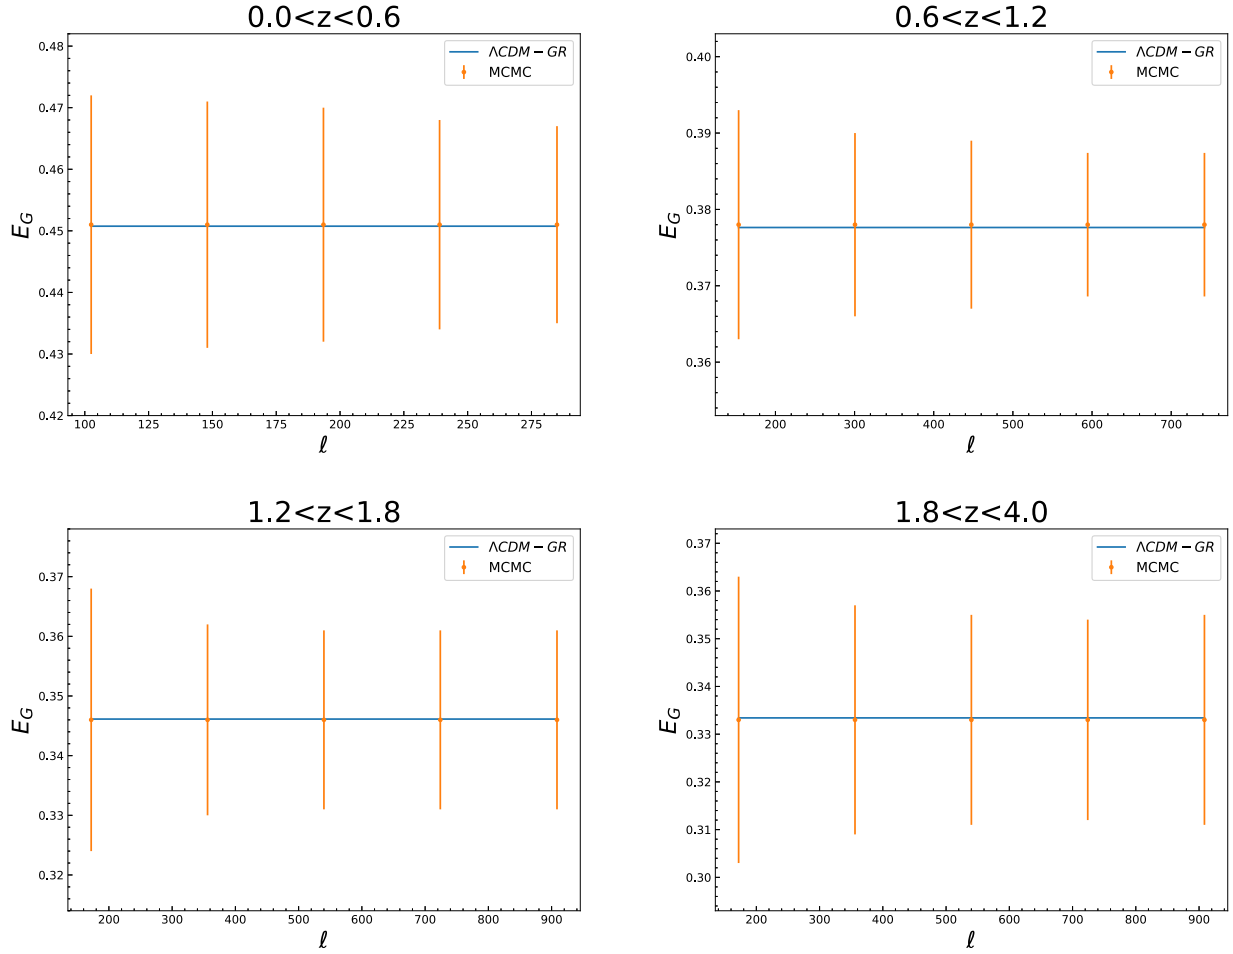 0.0<z<0.6
0.48
0.47
0.46
0.45
0.44
0.43
0.42
E_G
ΛCDM − GR
MCMC
100 125 150 175 200 225 250 275
ℓ
0.6<z<1.2
0.40
0.39
0.38
0.37
0.36
E_G
ΛCDM − GR
MCMC
200 300 400 500 600 700
ℓ
1.2<z<1.8
0.37
0.36
0.35
0.34
0.33
0.32
E_G
ΛCDM − GR
MCMC
200 300 400 500 600 700 800 900
ℓ
1.8<z<4.0
0.37
0.36
0.35
0.34
0.33
0.32
0.31
0.30
E_G
ΛCDM − GR
MCMC
200 300 400 500 600 700 800 900
ℓ